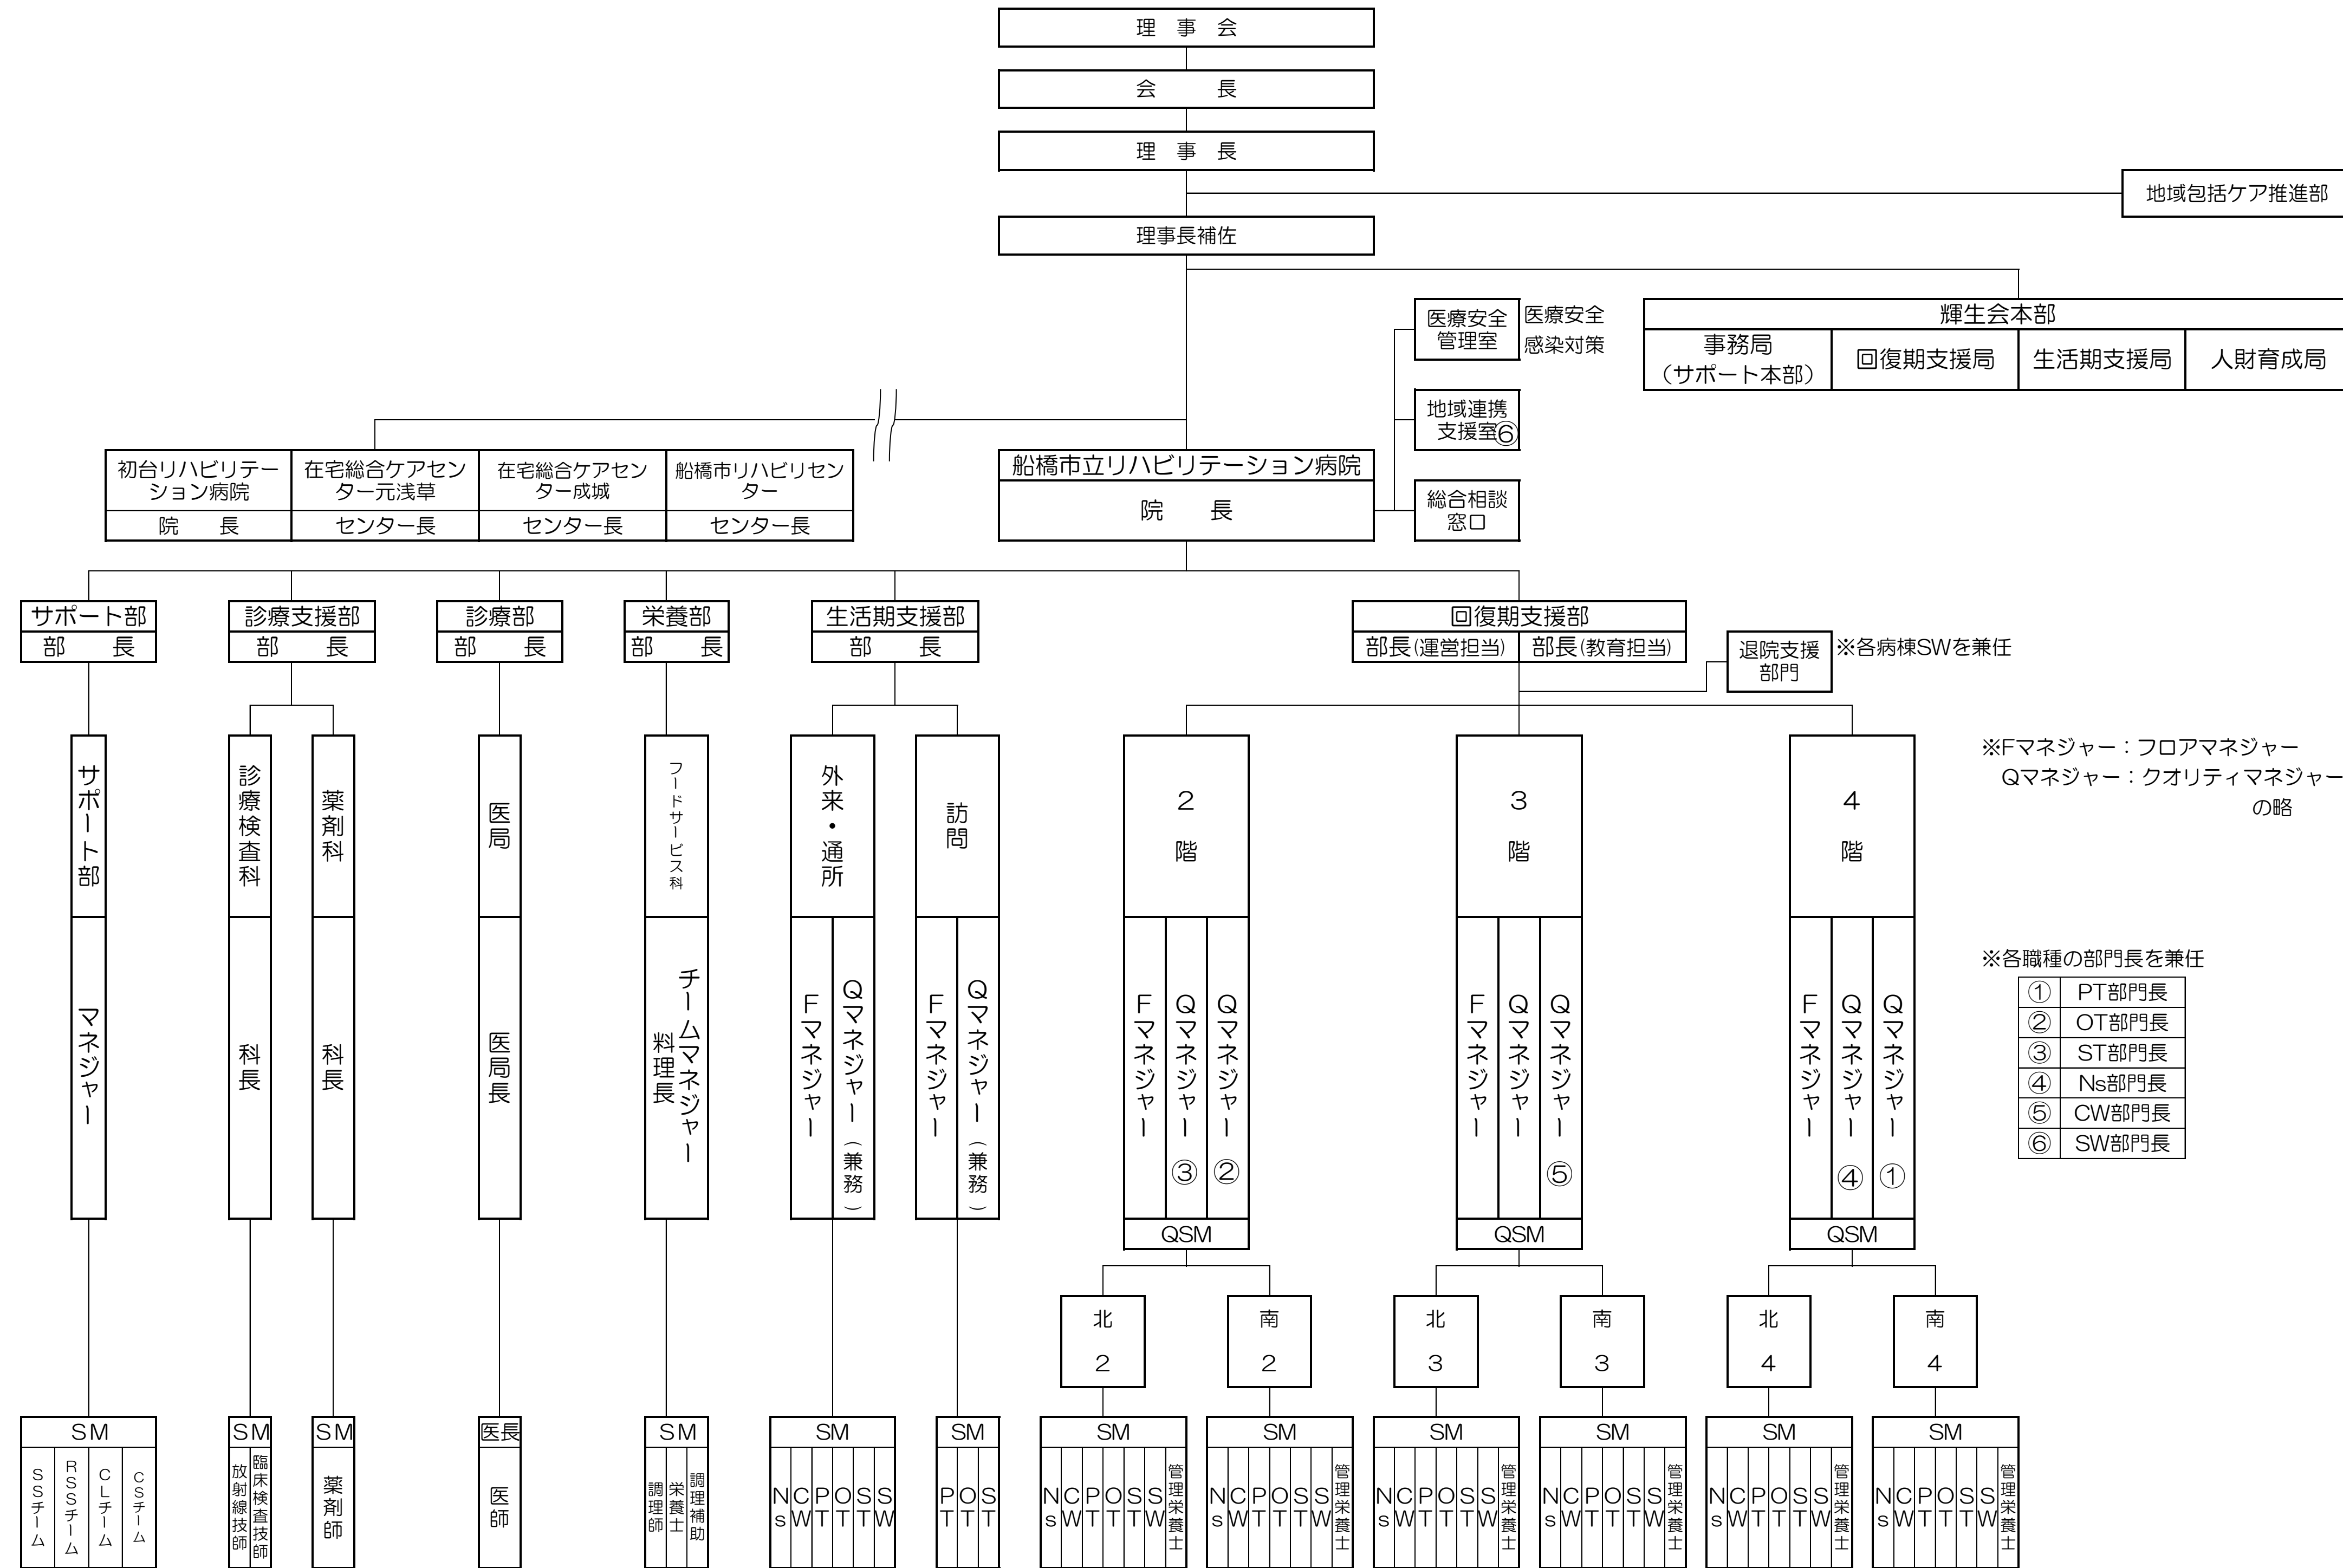 理　事　会
会　　　長
理　事　長
地域包括ケア推進部
理事長補佐
医療安全
管理室
医療安全
感染対策
輝生会本部
事務局
（サポート本部）
回復期支援局
生活期支援局
人財育成局
地域連携
支援室⑥
総合相談
窓口
初台リハビリテー
ション病院
院　　長
在宅総合ケアセン
ター元浅草
センター長
在宅総合ケアセン
ター成城
センター長
船橋市リハビリセン
ター
センター長
船橋市立リハビリテーション病院
院　　長
サポート部
部　　長
診療支援部
部　　長
診療部
部　　長
栄養部
部　　長
生活期支援部
部　　長
回復期支援部
部長(運営担当)
部長(教育担当)
退院支援
部門
※各病棟SWを兼任
サポート部
マネジャー
診療検査科
科長
薬剤科
科長
医局
医局長
フードサービス科
チームマネジャー
料理長
外来・通所
Fマネジャー
Qマネジャー（兼務）
訪問
Fマネジャー
Qマネジャー（兼務）
２
階
Fマネジャー
Qマネジャー③
Qマネジャー②
QSM
３
階
Fマネジャー
Qマネジャー
Qマネジャー⑤
QSM
４
階
Fマネジャー
Qマネジャー④
Qマネジャー①
QSM
※Fマネジャー：フロアマネジャー
Qマネジャー：クオリティマネジャー
の略
※各職種の部門長を兼任
① PT部門長
② OT部門長
③ ST部門長
④ Ns部門長
⑤ CW部門長
⑥ SW部門長
北
２
南
２
北
３
南
３
北
４
南
４
ＳＭ
SSチーム
RSSチーム
CLチーム
CSチーム
ＳＭ
放射線技師
臨床検査技師
ＳＭ
薬剤師
医長
医師
ＳＭ
調理師
栄養士
調理補助
SM
Ns
CW
PT
OT
ST
SW
SM
PT
OT
ST
SM
Ns
CW
PT
OT
ST
SW
管理栄養士
SM
Ns
CW
PT
OT
ST
SW
管理栄養士
SM
Ns
CW
PT
OT
ST
SW
管理栄養士
SM
Ns
CW
PT
OT
ST
SW
管理栄養士
SM
Ns
CW
PT
OT
ST
SW
管理栄養士
SM
Ns
CW
PT
OT
ST
SW
管理栄養士